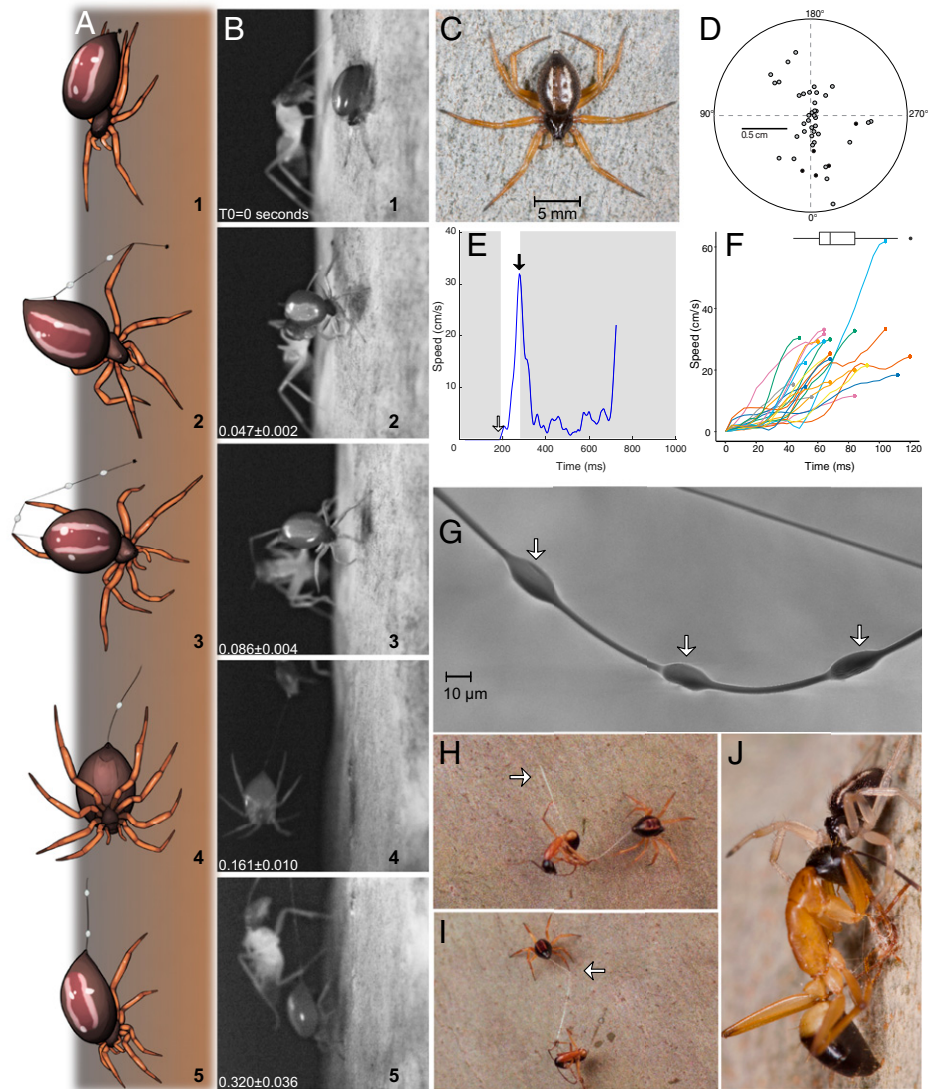 A
1
2
3
4
5
B
T0=0 seconds
1
0.047±0.002
2
0.086±0.004
3
0.161±0.010
4
0.320±0.036
5
C
5 mm
D
180°
90°
270°
0.5 cm
0°
E
Speed (cm/s)
40
30
20
10
0
0
200
400
600
800
1000
Time (ms)
F
Speed (cm/s)
60
40
20
0
0
20
40
60
80
100
120
Time (ms)
G
10 µm
H
I
J